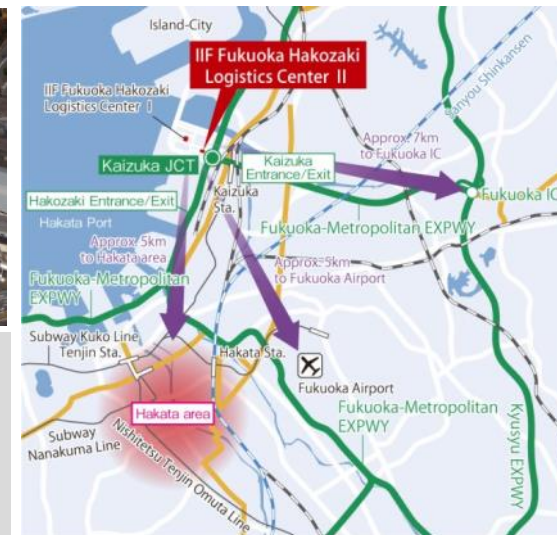 Island-City
IIF Fukuoka Hakozaki
Logistics Center II
IIF Fukuoka Hakozaki
Logistics Center I
Sanyou Shinkansen
Approx. 7km
to Fukuoka IC
Kaizuka JCT
Kaizuka
Entrance/Exit
Hakozaki Entrance/Exit
Kaizuka
Sta.
Fukuoka IC
Hakata Port
Fukuoka-Metropolitan EXPWY
Approx. 5km
to Hakata area
Approx. 5km
to Fukuoka Airport
Fukuoka-Metropolitan
EXPWY
Subway Kuko Line
Tenjin Sta.
Hakata Sta.
Fukuoka Airport
Hakata area
Fukuoka-Metropolitan
EXPWY
Subway
Nanakuma Line
Nishitetsu Tenjin Omuta Line
Kyusyu EXPWY